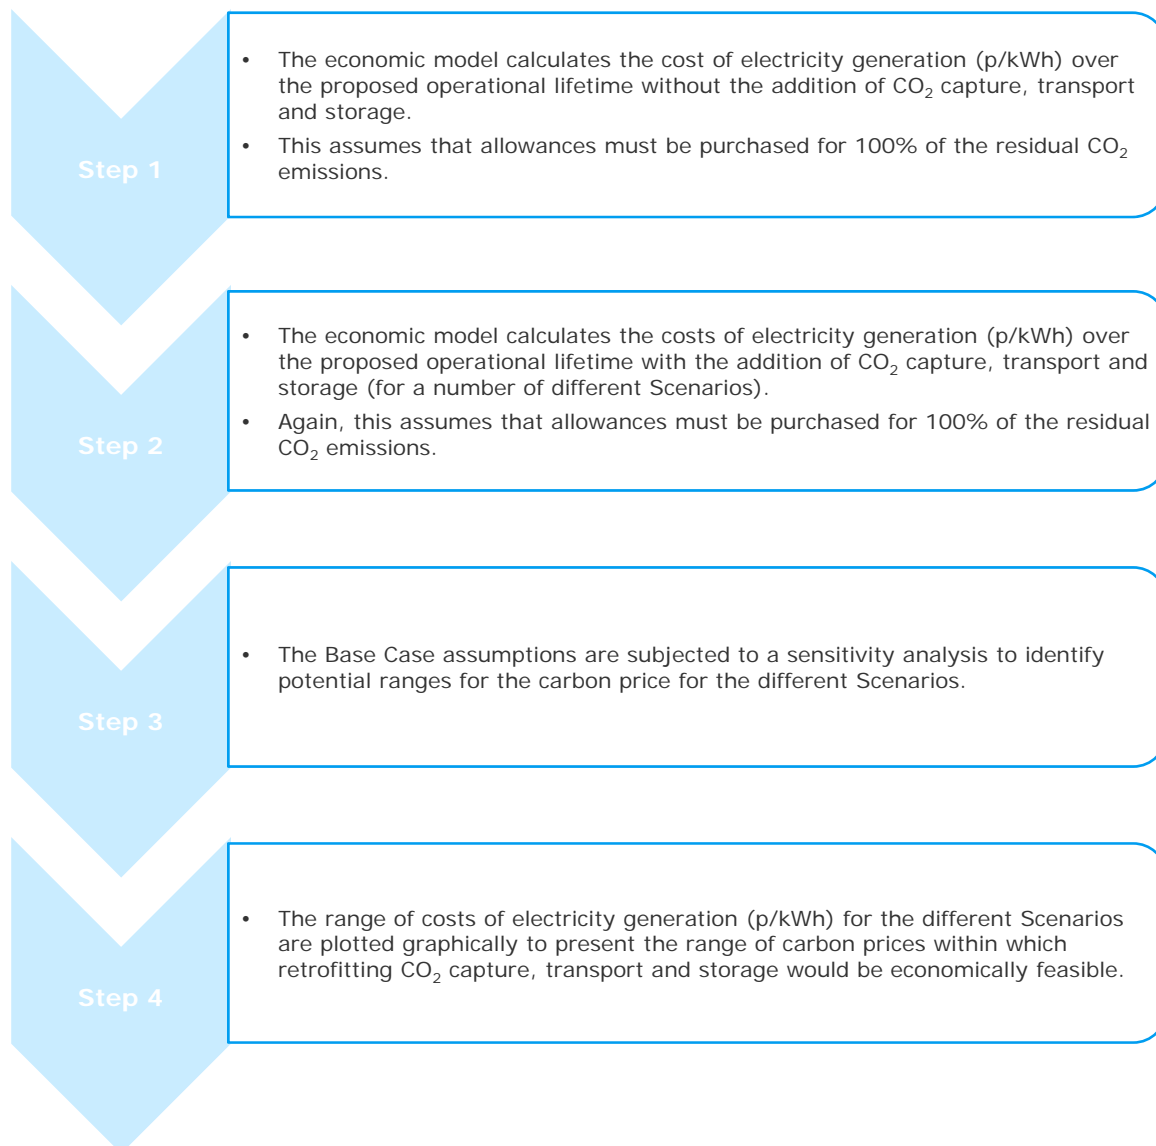 • The economic model calculates the cost of electricity generation (p/kWh) over
the proposed operational lifetime without the addition of CO₂ capture, transport
and storage.
• This assumes that allowances must be purchased for 100% of the residual CO₂
emissions.
Step 1
• The economic model calculates the costs of electricity generation (p/kWh) over
the proposed operational lifetime with the addition of CO₂ capture, transport and
storage (for a number of different Scenarios).
• Again, this assumes that allowances must be purchased for 100% of the residual
CO₂ emissions.
Step 2
• The Base Case assumptions are subjected to a sensitivity analysis to identify
potential ranges for the carbon price for the different Scenarios.
Step 3
• The range of costs of electricity generation (p/kWh) for the different Scenarios
are plotted graphically to present the range of carbon prices within which
retrofitting CO₂ capture, transport and storage would be economically feasible.
Step 4